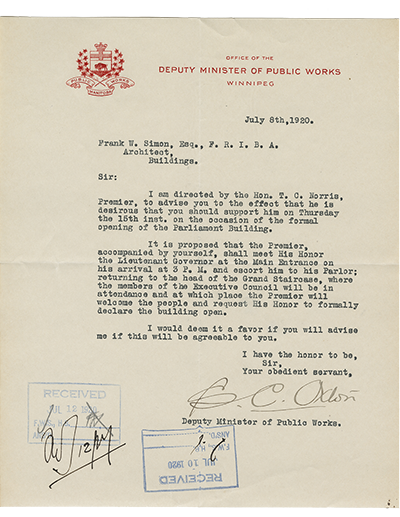 OFFICE OF THE
DEPUTY MINISTER OF PUBLIC WORKS
WINNIPEG
PUBLIC WORKS
MANITOBA
July 8th,1920.
Frank W. Simon, Esq., F. R. I. B. A.
Architect,
Buildings.
Sir:
I am directed by the Hon. T. C. Norris,
Premier, to advise you to the effect that he is
desirous that you should support him on Thursday
the 15th inst. on the occasion of the formal
opening of the Parliament Building.
It is proposed that the Premier,
accompanied by yourself, shall meet His Honor
the Lieutenant Governor at the Main Entrance on
his arrival at 3 P. M, and escort him to his Parlor;
returning to the head of the Grand Staircase, where
the members of the Executive Council will be in
attendance and at which place the Premier will
welcome the people and request His Honor to formally
declare the building open.
I would deem it a favor if you will advise
me if this will be agreeable to you.
I have the honor to be,
Sir,
Your obedient servant,
Deputy Minister of Public Works.
RECEIVED
JUL 12 1920
12/7
F.W.S., H.B.
ANS'D.
JUL 10 1920
RECEIVED